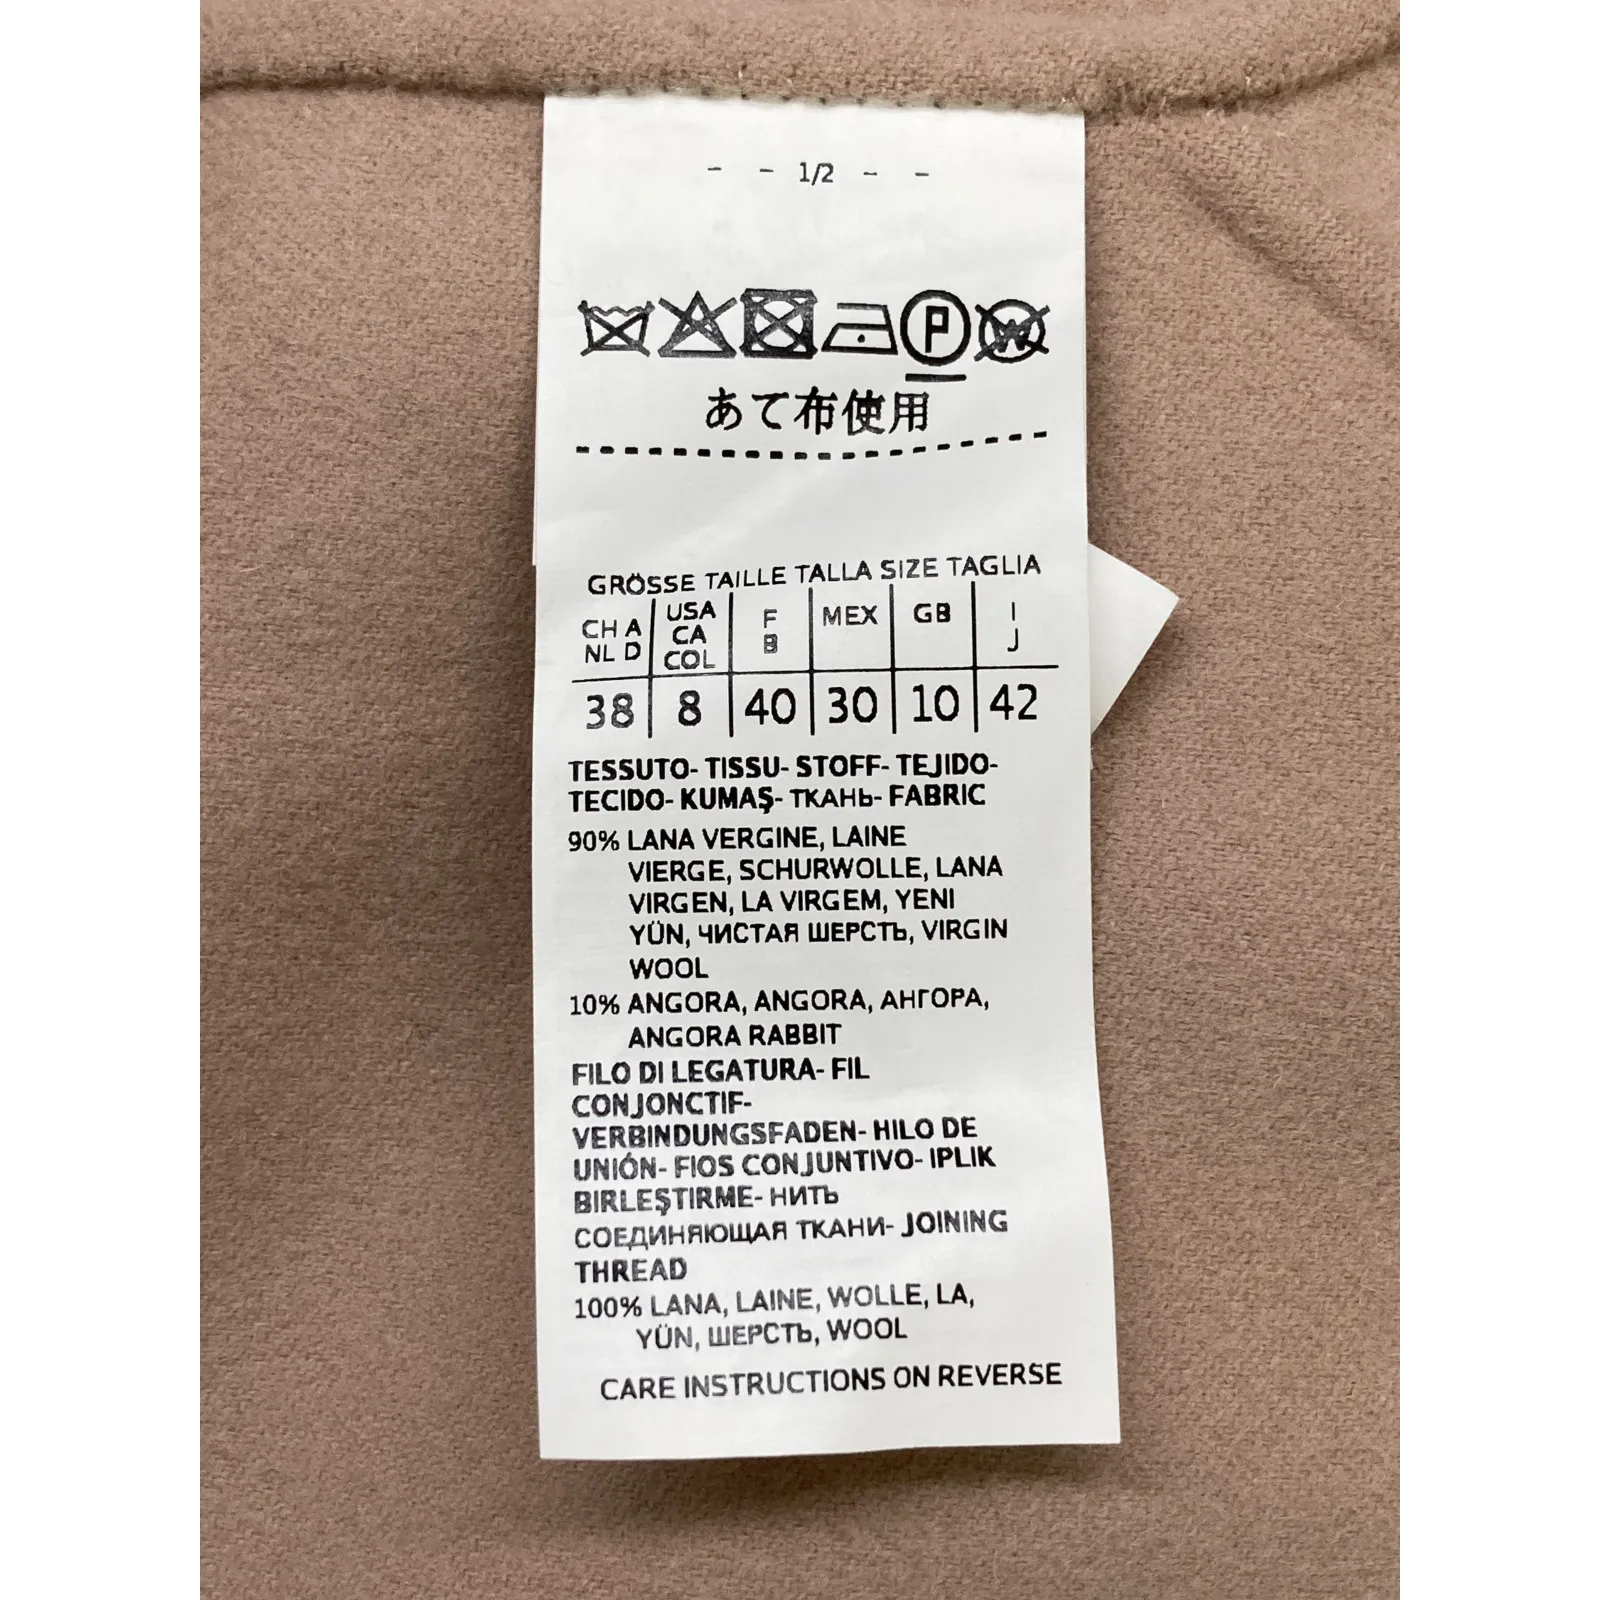 - - 1/2 - -
P W
あて布使用
GRÖSSE TAILLE TALLA SIZE TAGLIA
CH A NL D USA CA COL F B MEX GB I J
38 8 40 30 10 42
TESSUTO- TISSU- STOFF- TEJIDO-
TECIDO- KUMAŞ- ТКАНЬ- FABRIC
90% LANA VERGINE, LAINE
VIERGE, SCHURWOLLE, LANA
VIRGEN, LA VIRGEM, YENI
YÜN, ЧИСТАЯ ШЕРСТЬ, VIRGIN
WOOL
10% ANGORA, ANGORA, АНГОРА,
ANGORA RABBIT
FILO DI LEGATURA- FIL
CONJONCTIF-
VERBINDUNGSFADEN- HILO DE
UNIÓN- FIOS CONJUNTIVO- IPLIK
BIRLEŞTIRME- НИТЬ
СОЕДИНЯЮЩАЯ ТКАНИ- JOINING
THREAD
100% LANA, LAINE, WOLLE, LA,
YÜN, ШЕРСТЬ, WOOL
CARE INSTRUCTIONS ON REVERSE